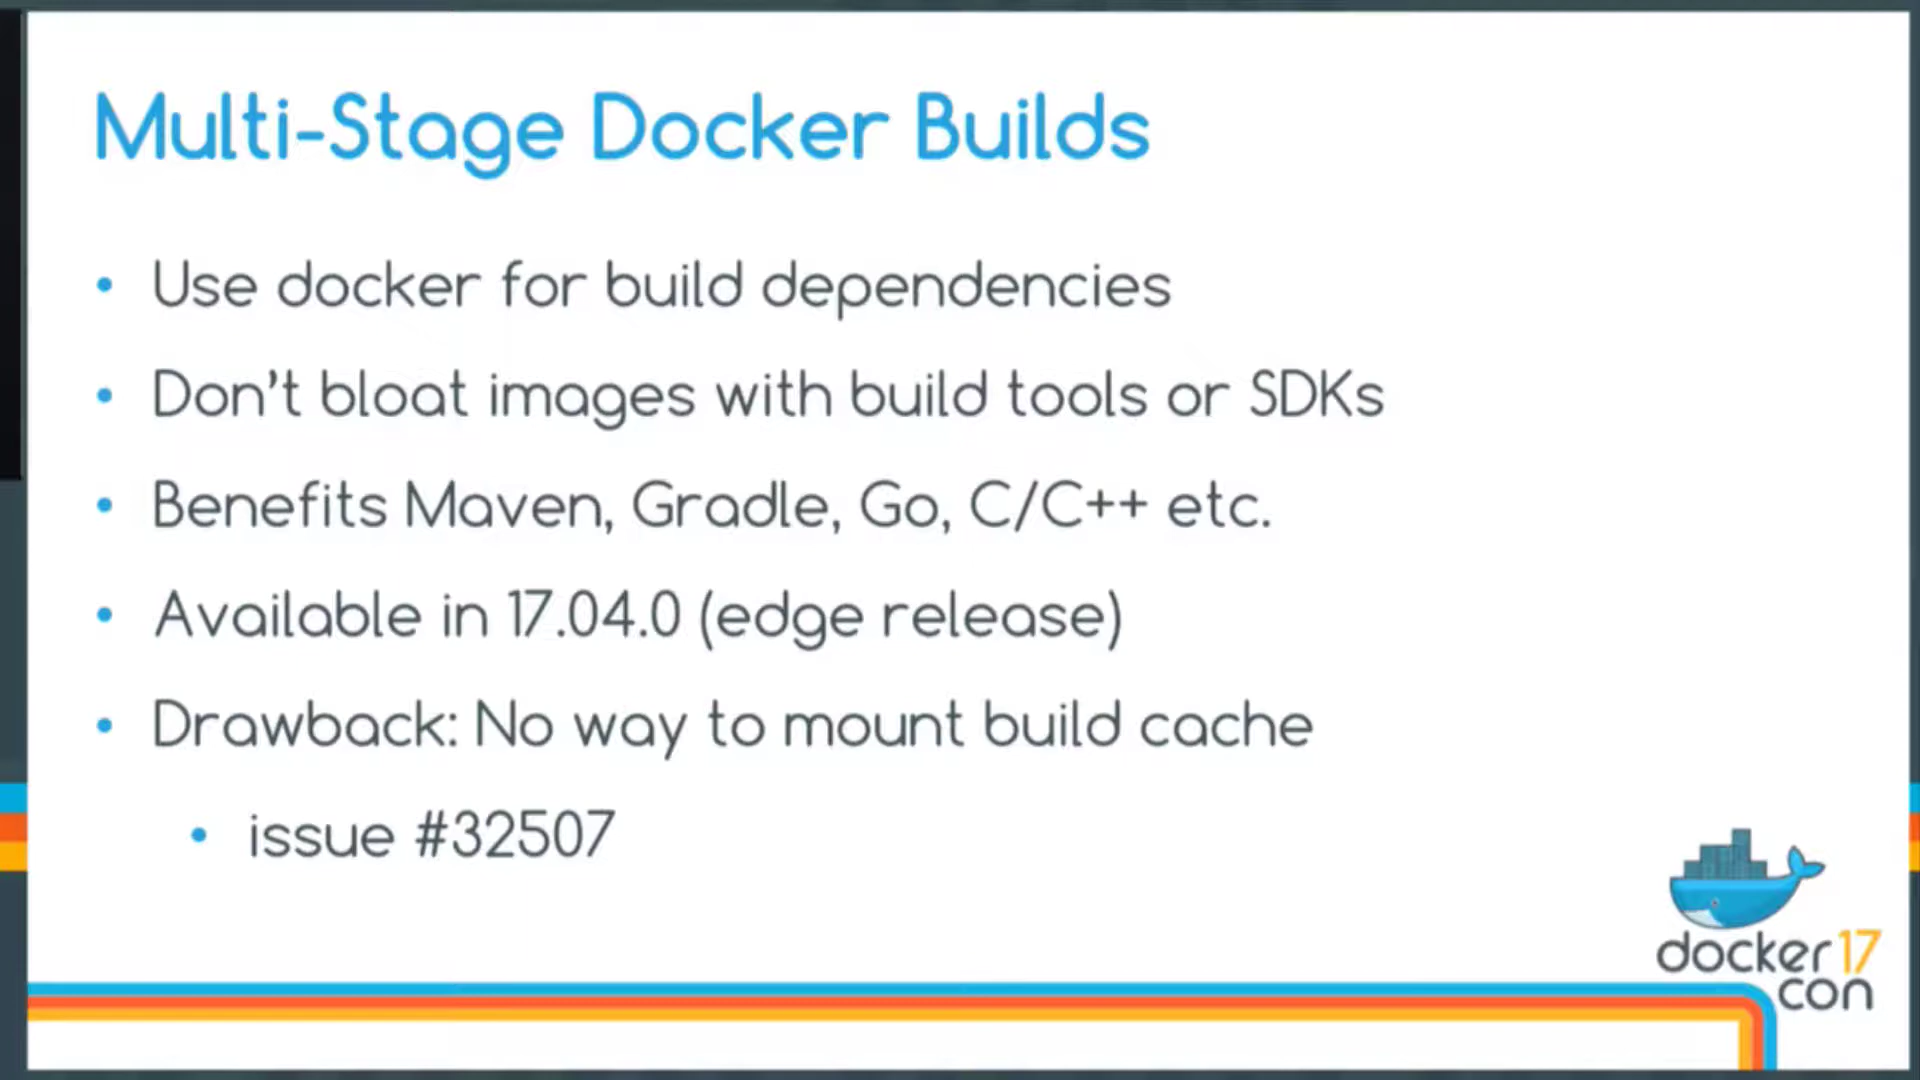 Multi-Stage Docker Builds
• Use docker for build dependencies
• Don't bloat images with build tools or SDKs
• Benefits Maven, Gradle, Go, C/C++ etc.
• Available in 17.04.0 (edge release)
• Drawback: No way to mount build cache
• issue #32507
docker 17
con